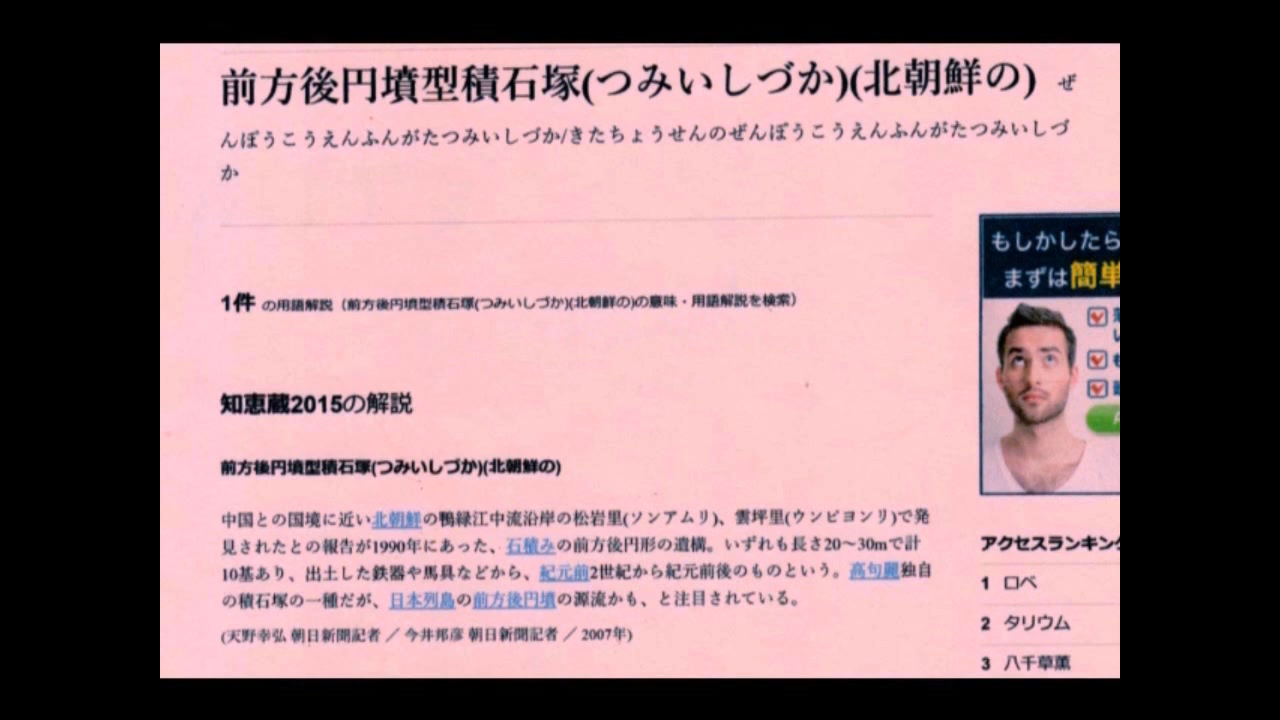 前方後円墳型積石塚(つみいしづか)(北朝鮮の) ぜ
んぼうこうえんふんがたつみいしづか/きたちょうせんのぜんぼうこうえんふんがたつみいしづ
か
1件 の用語解説（前方後円墳型積石塚(つみいしづか)(北朝鮮の)の意味・用語解説を検索）
知恵蔵2015の解説
前方後円墳型積石塚(つみいしづか)(北朝鮮の)
中国との国境に近い北朝鮮の鴨緑江中流沿岸の松岩里(ソンアムリ)、雲坪里(ウンピョンリ)で発
見されたとの報告が1990年にあった、石積みの前方後円形の遺構。いずれも長さ20〜30mで計
10基あり、出土した鉄器や馬具などから、紀元前2世紀から紀元前後のものという。高句麗独自
の積石塚の一種だが、日本列島の前方後円墳の源流かも、と注目されている。
(天野幸弘 朝日新聞記者 ／ 今井邦彦 朝日新聞記者 ／ 2007年)
もしかしたら
まずは簡単
い
も
アクセスランキング
1 ロペ
2 タリウム
3 八千草薫